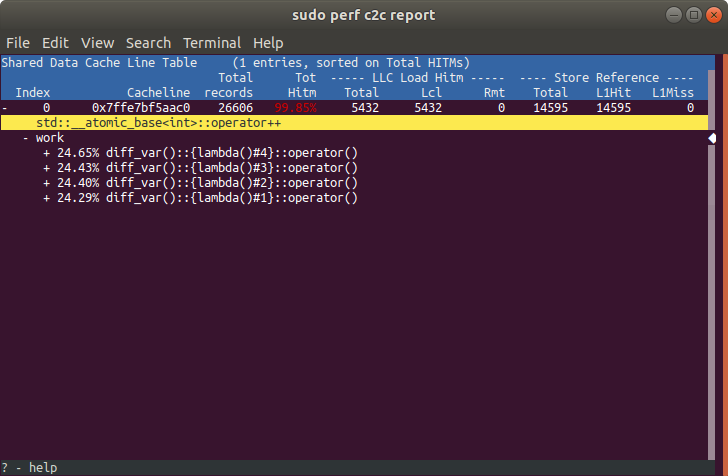 sudo perf c2c report
File Edit View Search Terminal Help
Shared Data Cache Line Table (1 entries, sorted on Total HITMs)
Total Tot ----- LLC Load Hitm ----- ---- Store Reference ----
Index Cacheline records Hitm Total Lcl Rmt Total L1Hit L1Miss
- 0 0x7ffe7bf5aac0 26606 99.85% 5432 5432 0 14595 14595 0
std::__atomic_base<int>::operator++
- work
+ 24.65% diff_var()::{lambda()#4}::operator()
+ 24.43% diff_var()::{lambda()#3}::operator()
+ 24.40% diff_var()::{lambda()#2}::operator()
+ 24.29% diff_var()::{lambda()#1}::operator()
? - help